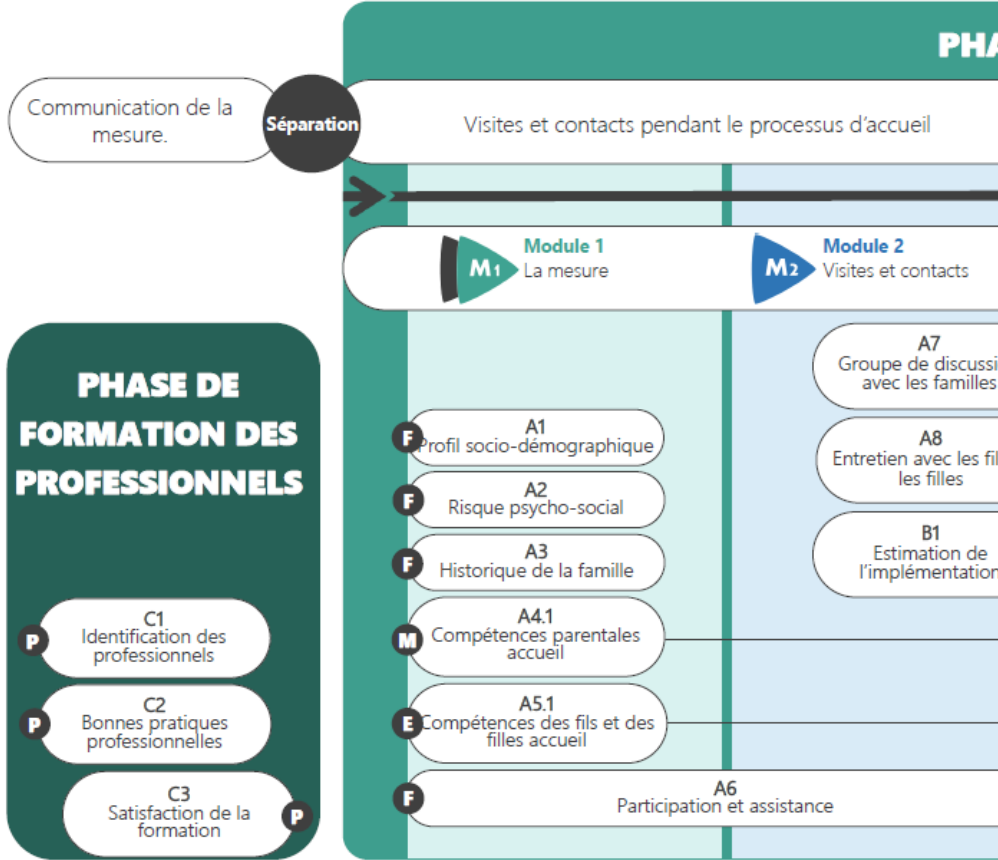 PHA
Communication de la
mesure.
Séparation
Visites et contacts pendant le processus d'accueil
M1
Module 1
La mesure
M2
Module 2
Visites et contacts
PHASE DE
FORMATION DES
PROFESSIONNELS
P
C1
Identification des
professionnels
P
C2
Bonnes pratiques
professionnelles
C3
Satisfaction de la
formation
P
F
A1
Profil socio-démographique
F
A2
Risque psycho-social
F
A3
Historique de la famille
M
A4.1
Compétences parentales
accueil
E
A5.1
Compétences des fils et des
filles accueil
F
A6
Participation et assistance
A7
Groupe de discussi
avec les familles
A8
Entretien avec les fil
les filles
B1
Estimation de
l'implémentation